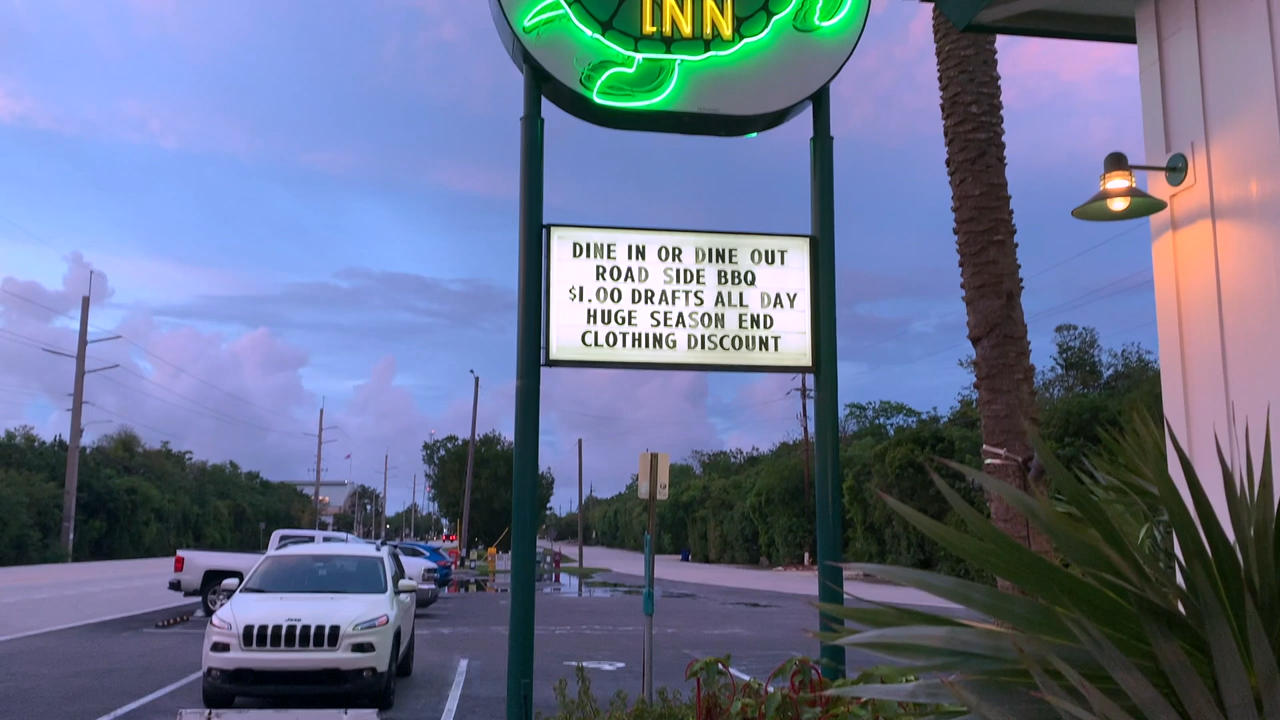 INN
DINE IN OR DINE OUT
ROAD SIDE BBQ
$1.00 DRAFTS ALL DAY
HUGE SEASON END
CLOTHING DISCOUNT
Jeep